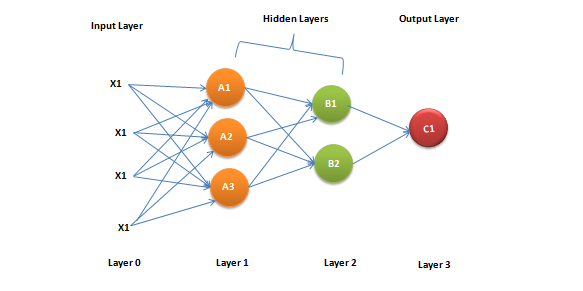 Input Layer
Hidden Layers
Output Layer
X1
A1
B1
X1
A2
C1
X1
B2
A3
X1
Layer 0
Layer 1
Layer 2
Layer 3